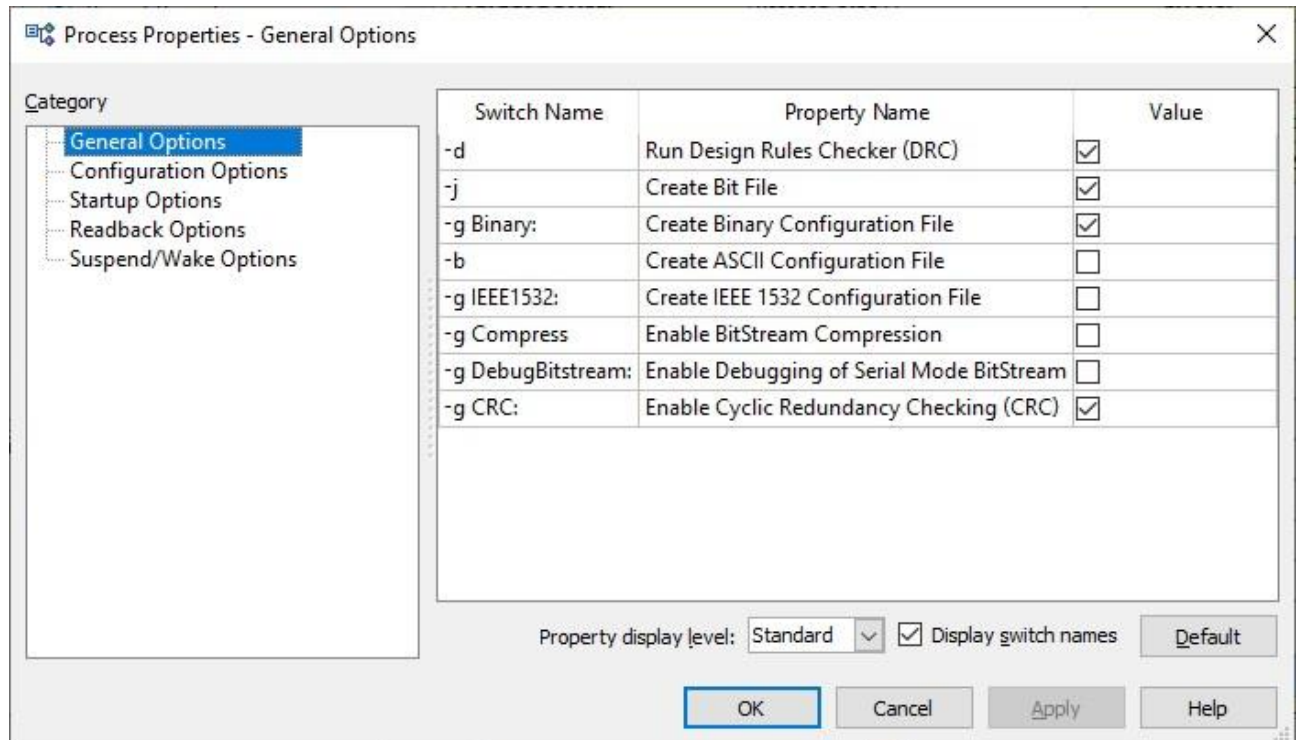 Process Properties - General Options
Category
General Options
Configuration Options
Startup Options
Readback Options
Suspend/Wake Options
Switch Name Property Name Value
-d Run Design Rules Checker (DRC)
-j Create Bit File
-g Binary: Create Binary Configuration File
-b Create ASCII Configuration File
-g IEEE1532: Create IEEE 1532 Configuration File
-g Compress Enable BitStream Compression
-g DebugBitstream: Enable Debugging of Serial Mode BitStream
-g CRC: Enable Cyclic Redundancy Checking (CRC)
Property display level: Standard Display switch names Default
OK Cancel Apply Help